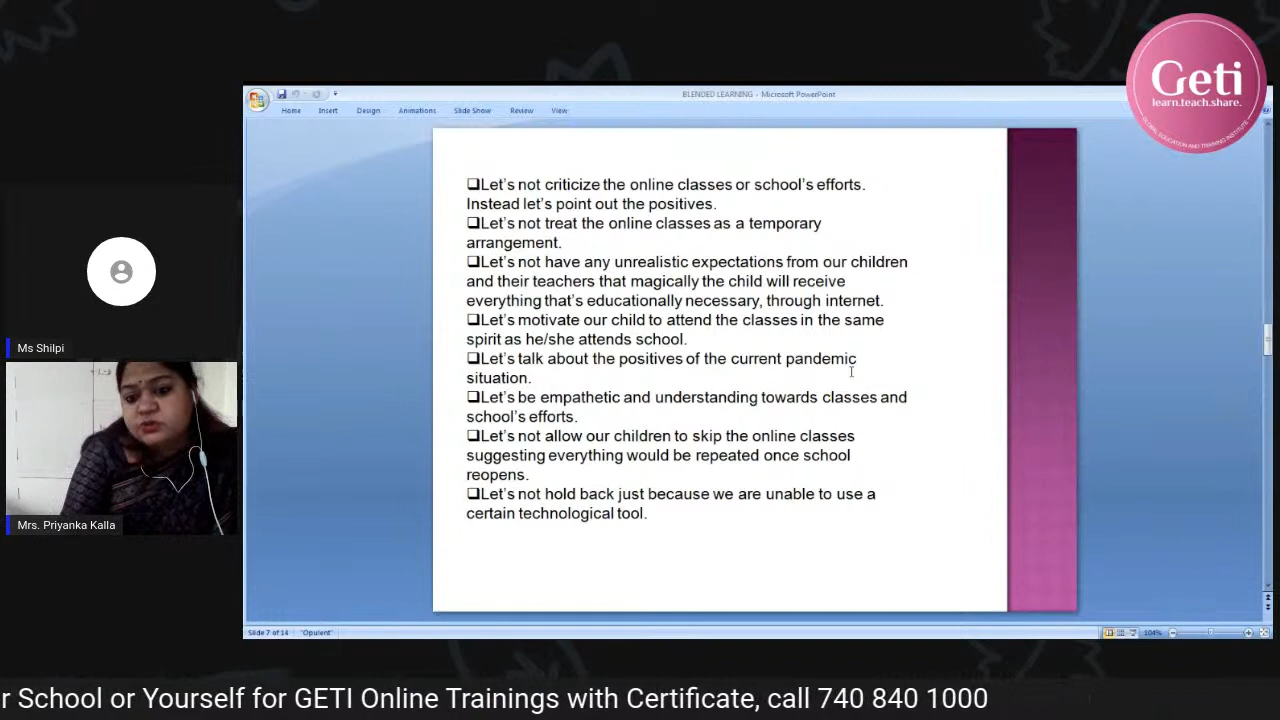 Geti
learn.teach.share.
GLOBAL EDUCATION AND TRAINING INSTITUTE
BLENDED LEARNING - Microsoft PowerPoint
Home Insert Design Animations Slide Show Review View
❑Let's not criticize the online classes or school's efforts.
Instead let's point out the positives.
❑Let's not treat the online classes as a temporary
arrangement.
❑Let's not have any unrealistic expectations from our children
and their teachers that magically the child will receive
everything that's educationally necessary, through internet.
❑Let's motivate our child to attend the classes in the same
spirit as he/she attends school.
❑Let's talk about the positives of the current pandemic
situation.
❑Let's be empathetic and understanding towards classes and
school's efforts.
❑Let's not allow our children to skip the online classes
suggesting everything would be repeated once school
reopens.
❑Let's not hold back just because we are unable to use a
certain technological tool.
Ms Shilpi
Mrs. Priyanka Kalla
Slide 7 of 14 "Opulent" 104%
r School or Yourself for GETI Online Trainings with Certificate, call 740 840 1000